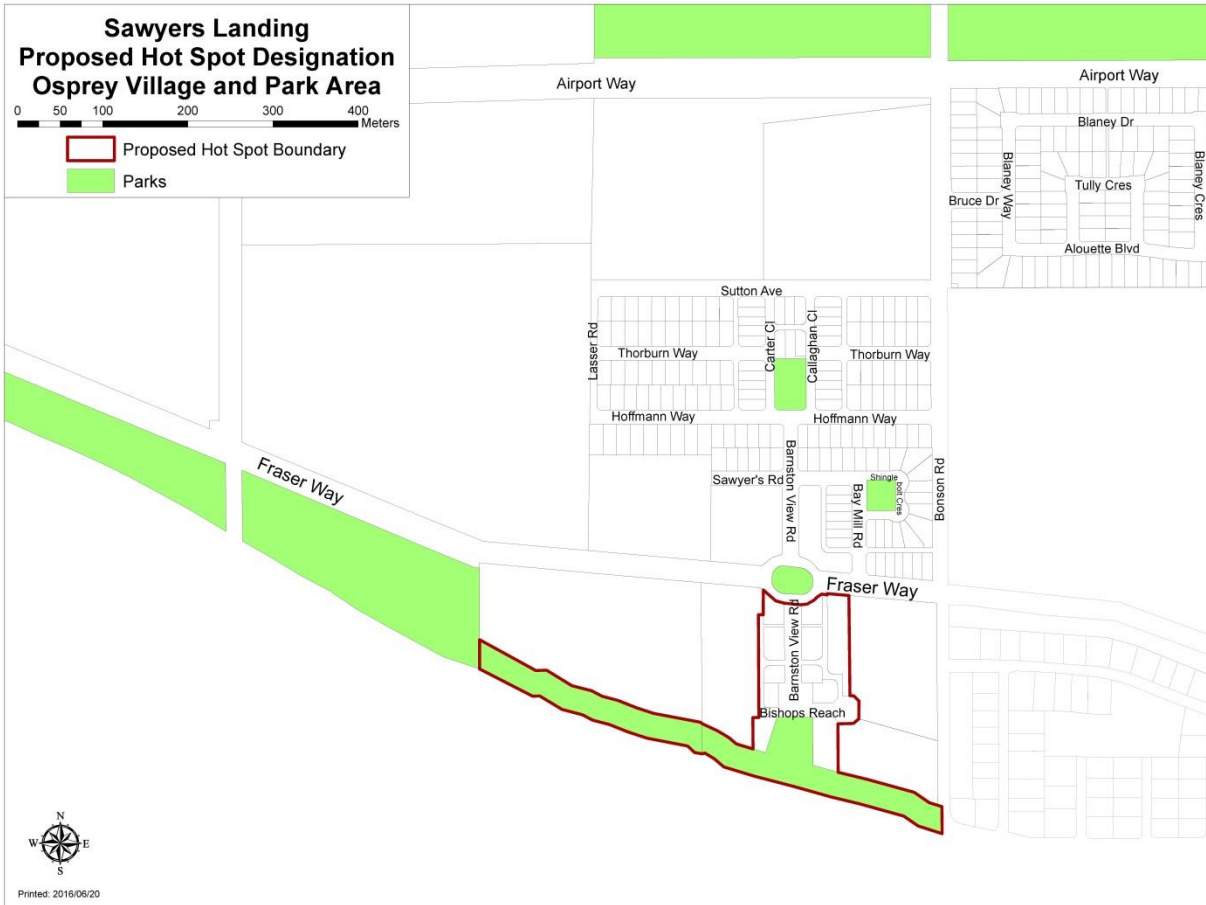 Sawyers Landing
Proposed Hot Spot Designation
Osprey Village and Park Area
0 50 100 200 300 400
Meters
Proposed Hot Spot Boundary
Parks
Airport Way
Airport Way
Blaney Dr
Blaney Way
Blaney Cres
Tully Cres
Bruce Dr
Alouette Blvd
Sutton Ave
Lasser Rd
Carter Cl
Callaghan Cl
Thorburn Way
Thorburn Way
Hoffmann Way
Hoffmann Way
Barnston View Rd
Sawyer's Rd
Shingle
bolt Cres
Bay Mill Rd
Bonson Rd
Fraser Way
Fraser Way
Barnston View Rd
Bishops Reach
N
W E
S
Printed: 2016/06/20